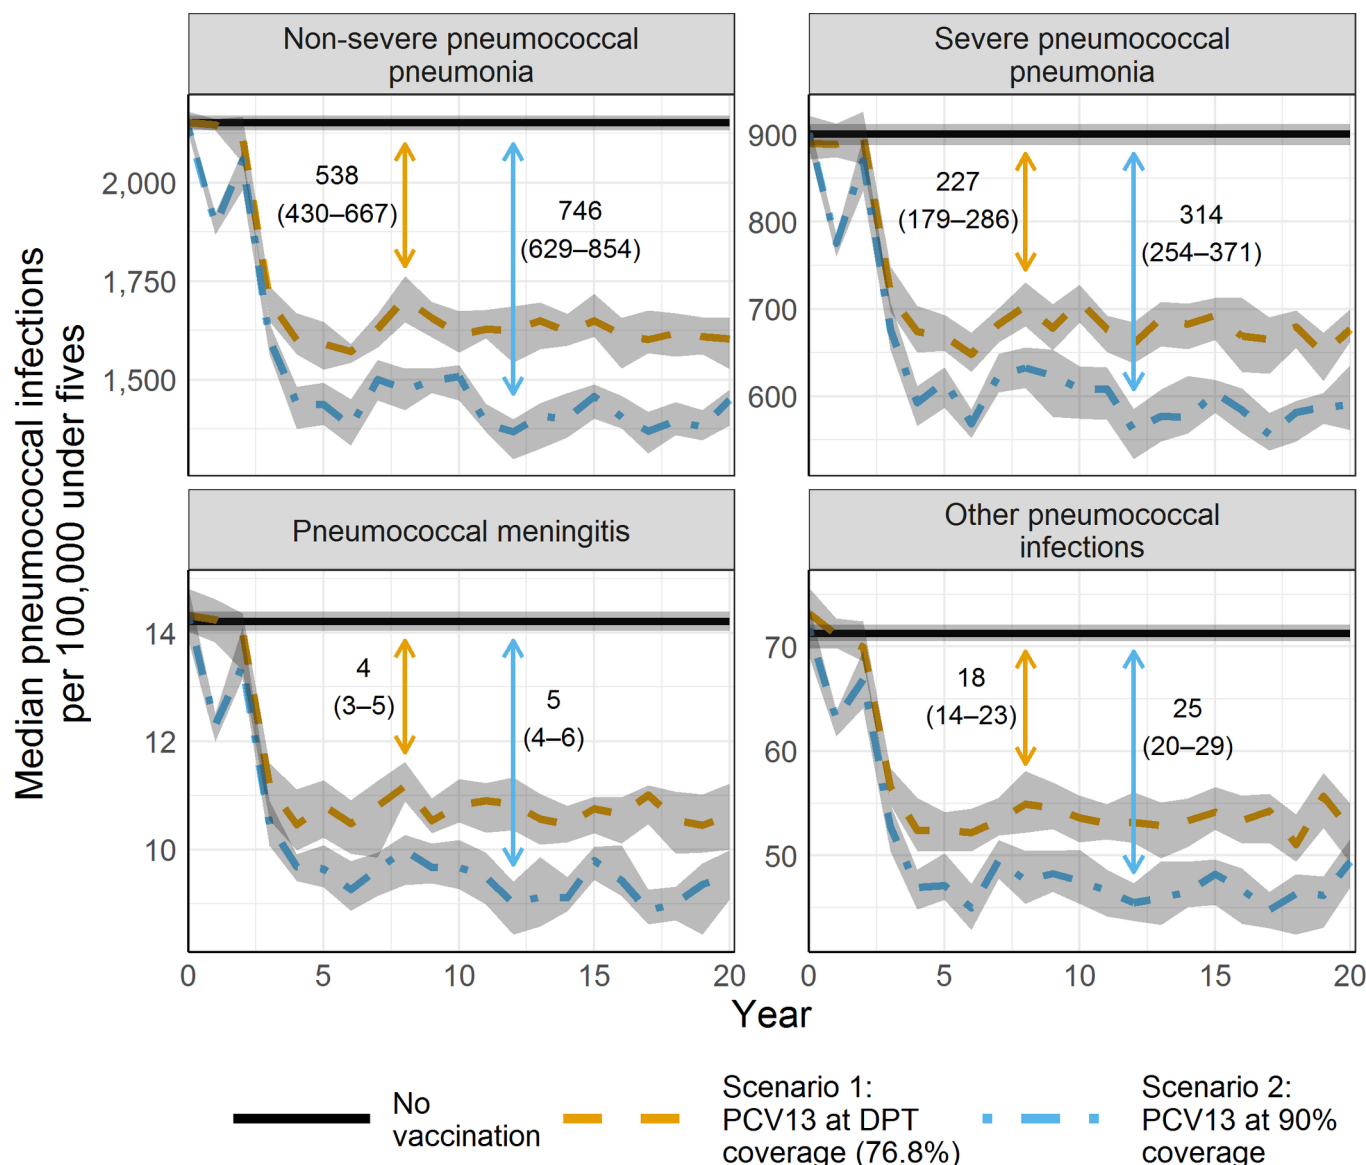 Non-severe pneumococcal
pneumonia
Severe pneumococcal
pneumonia
2,000
1,750
1,500
538
(430–667)
746
(629–854)
900
800
700
600
227
(179–286)
314
(254–371)
Median pneumococcal infections
per 100,000 under fives
Pneumococcal meningitis
Other pneumococcal
infections
14
12
10
4
(3–5)
5
(4–6)
70
60
50
18
(14–23)
25
(20–29)
0 5 10 15 20
0 5 10 15 20
Year
No
vaccination
Scenario 1:
PCV13 at DPT
coverage (76.8%)
Scenario 2:
PCV13 at 90%
coverage